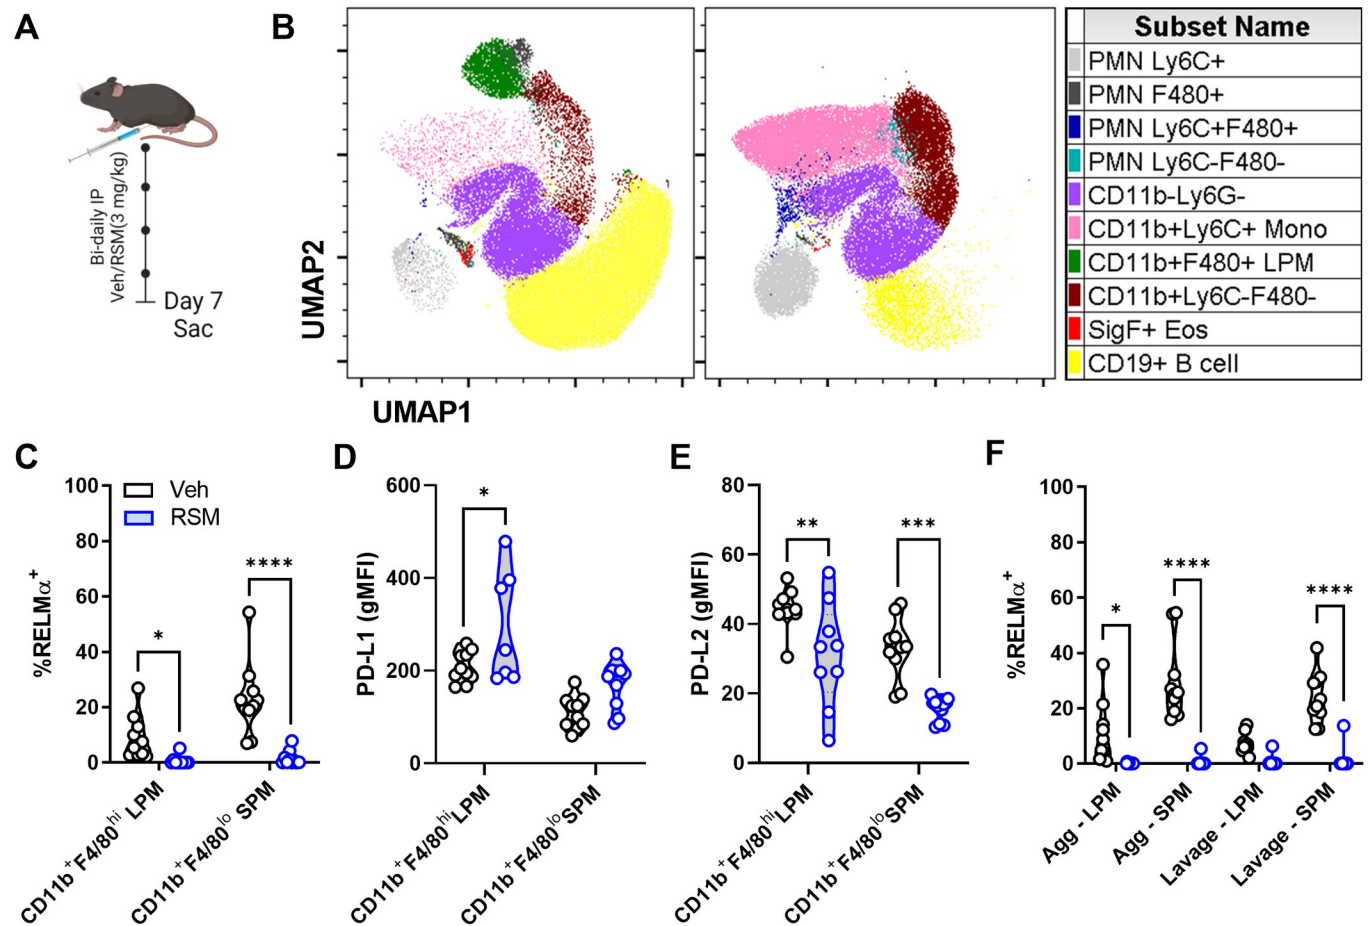 A
Bi-daily IP
Veh/RSM(3 mg/kg)
Day 7
Sac
B
UMAP2
UMAP1
Subset Name
PMN Ly6C+
PMN F480+
PMN Ly6C+F480+
PMN Ly6C-F480-
CD11b-Ly6G-
CD11b+Ly6C+ Mono
CD11b+F480+ LPM
CD11b+Ly6C-F480-
SigF+ Eos
CD19+ B cell
C
%RELMα+
100
80
60
40
20
0
Veh
RSM
*
****
CD11b+F4/80hi LPM
CD11b+F4/80lo SPM
D
PD-L1 (gMFI)
600
400
200
0
*
CD11b+F4/80hi LPM
CD11b+F4/80lo SPM
E
PD-L2 (gMFI)
80
60
40
20
0
**
***
CD11b+F4/80hi LPM
CD11b+F4/80lo SPM
F
%RELMα+
100
80
60
40
20
0
*
****
****
Agg - LPM
Agg - SPM
Lavage - LPM
Lavage - SPM